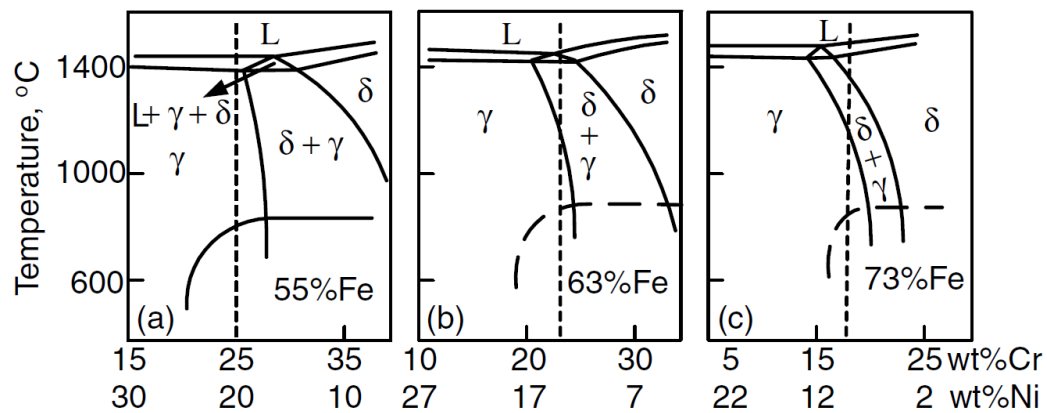 Temperature, °C
1400
1000
600
L
L+ γ + δ
γ
δ + γ
δ
55%Fe
(a)
L
γ
δ
+
γ
δ
63%Fe
(b)
L
γ
δ + γ
δ
73%Fe
(c)
15 25 35 10 20 30 5 15 25 wt%Cr
30 20 10 27 17 7 22 12 2 wt%Ni